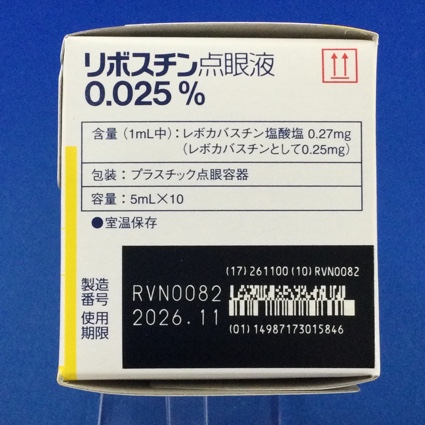 リボスチン点眼液
0.025%
含量(1mL中):レボカバスチン塩酸塩 0.27mg
(レボカバスチンとして0.25mg)
包装:プラスチック点眼容器
容量:5mL×10
●室温保存
(17)261100(10)RVN0082
製造番号 RVN0082
使用期限 2026.11
(01)14987173015846